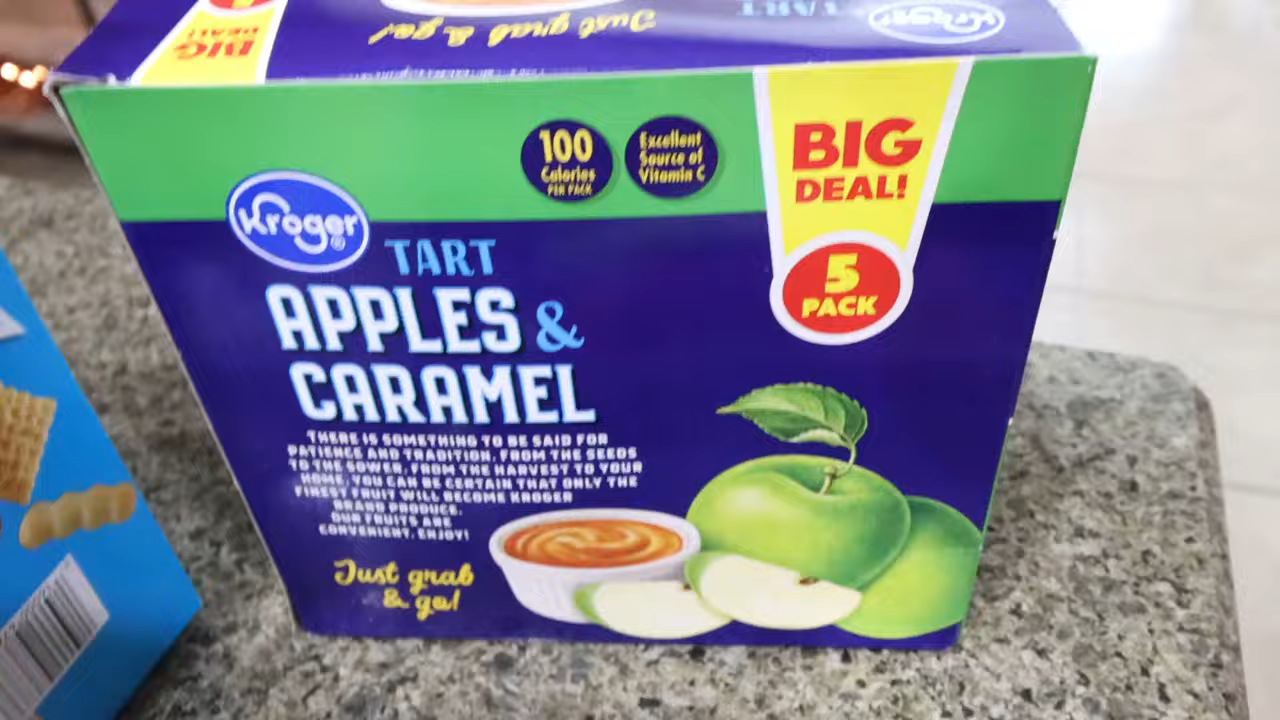 Just grab & go!
TART
Kroger
BIG
DEAL!
100
Calories
PER PACK
Excellent
Source of
Vitamin C
BIG
DEAL!
5
PACK
Kroger®
TART
APPLES &
CARAMEL
THERE IS SOMETHING TO BE SAID FOR
PATIENCE AND TRADITION. FROM THE SEEDS
TO THE SOWER, FROM THE HARVEST TO YOUR
HOME, YOU CAN BE CERTAIN THAT ONLY THE
FINEST FRUIT WILL BECOME KROGER
BRAND PRODUCE.
OUR FRUITS ARE
CONVENIENT. ENJOY!
Just grab
& go!